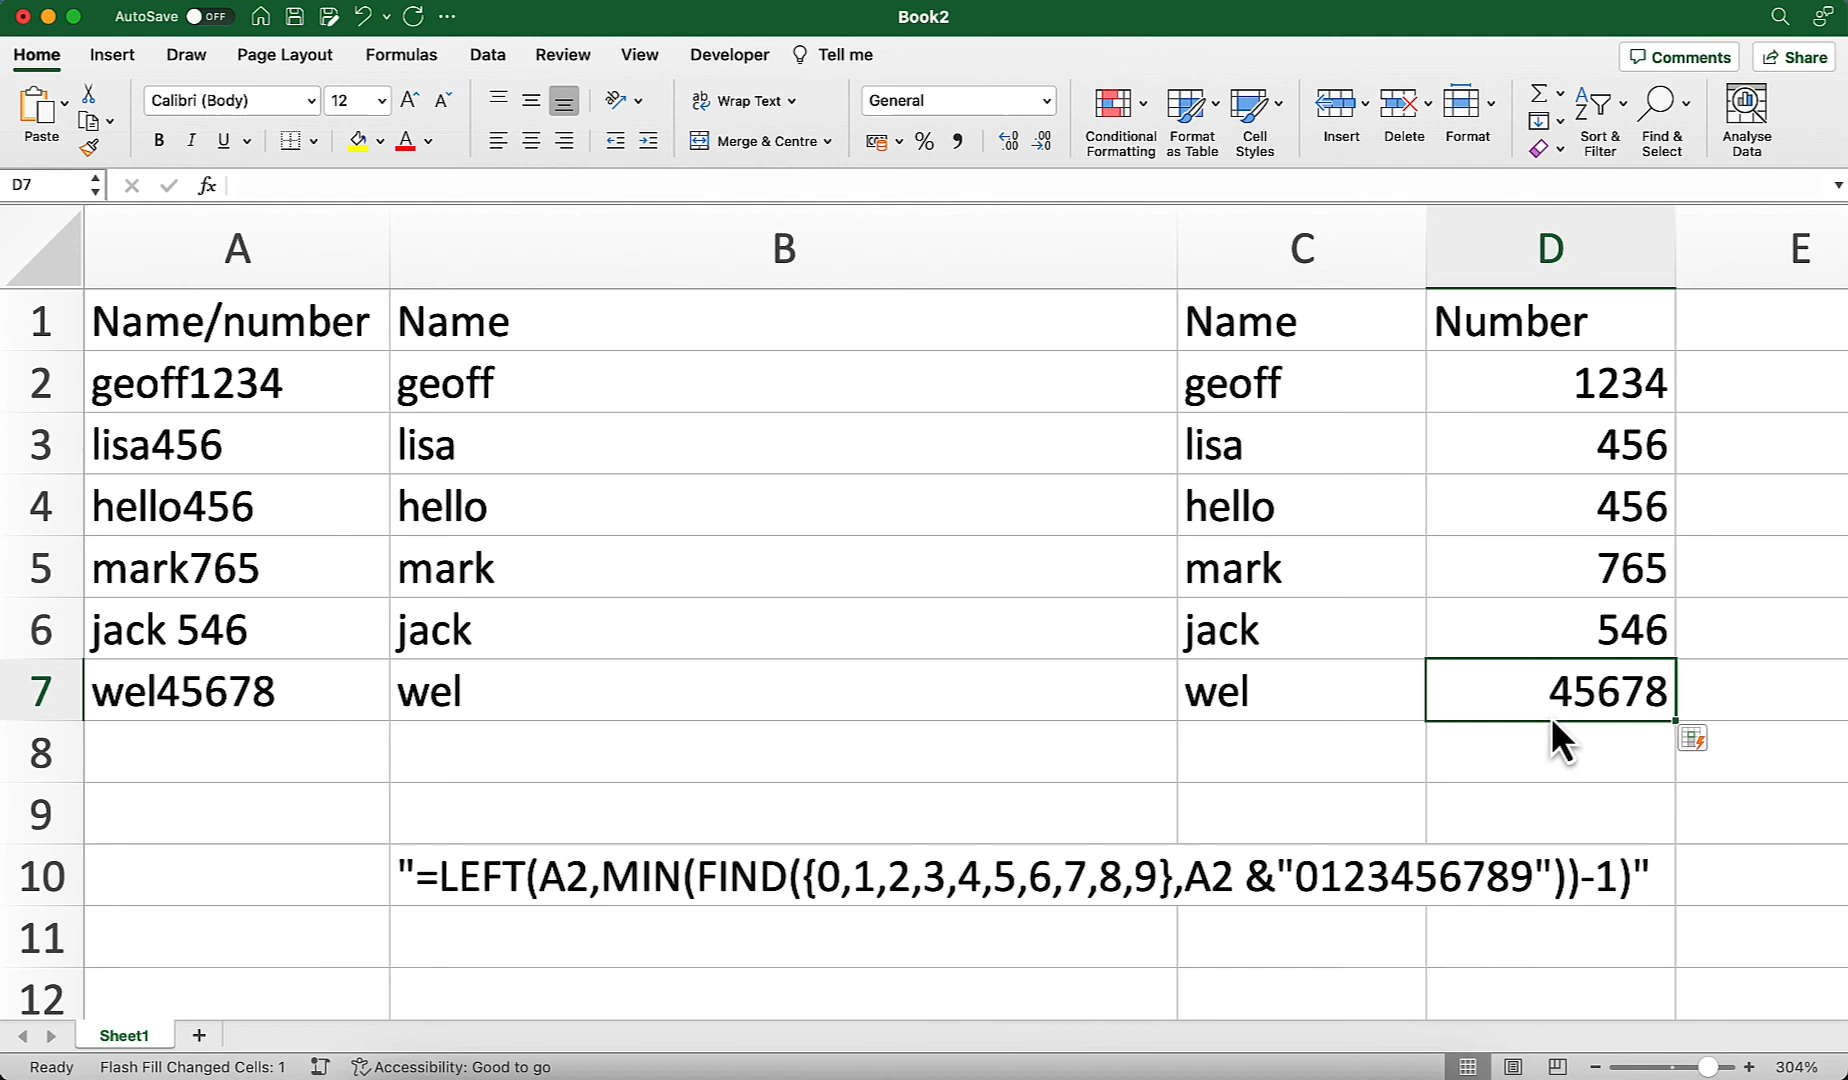 AutoSave OFF Book2
Home Insert Draw Page Layout Formulas Data Review View Developer Tell me Comments Share
Paste Calibri (Body) 12 Wrap Text General
B I U A Merge & Centre % Conditional Formatting Format as Table Cell Styles Insert Delete Format Sort & Filter Find & Select Analyse Data
D7 fx
A B C D E
1 Name/number Name Name Number
2 geoff1234 geoff geoff 1234
3 lisa456 lisa lisa 456
4 hello456 hello hello 456
5 mark765 mark mark 765
6 jack 546 jack jack 546
7 wel45678 wel wel 45678
8
9
10 "=LEFT(A2,MIN(FIND({0,1,2,3,4,5,6,7,8,9},A2 &"0123456789"))-1)"
11
12
Sheet1 +
Ready Flash Fill Changed Cells: 1 Accessibility: Good to go 304%